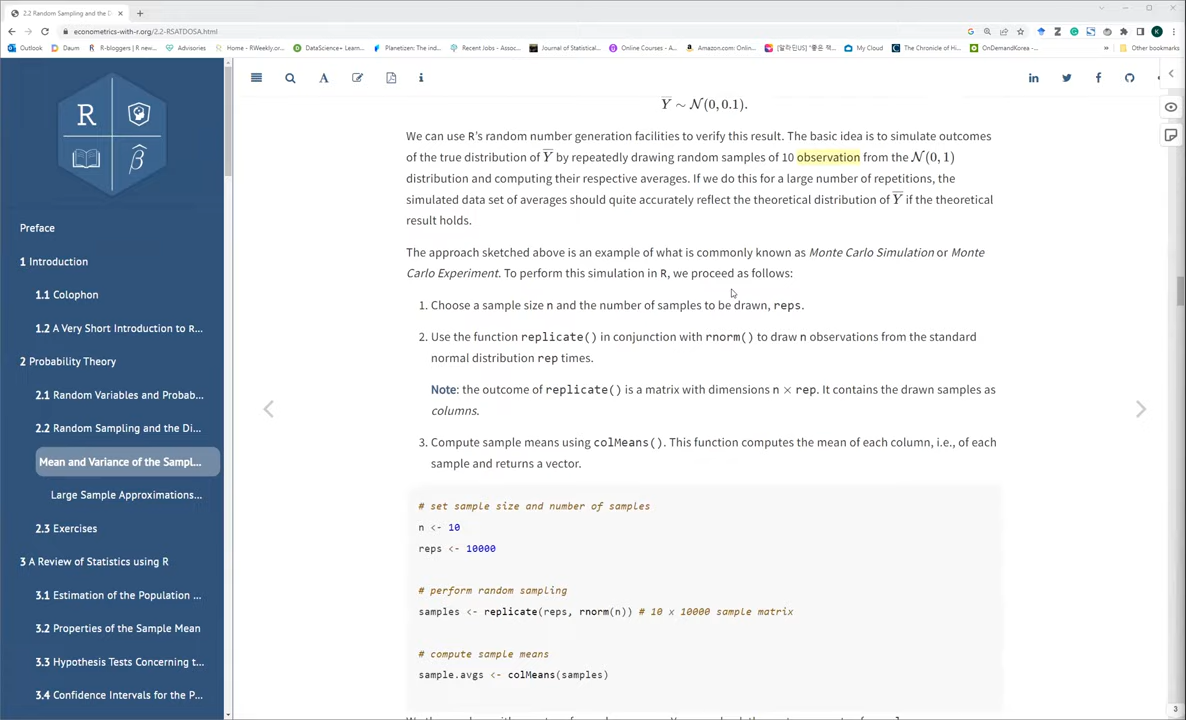 2.2 Random Sampling and the D
econometrics-with-r.org/2.2-RSATDOSA.html
Outlook Daum R-bloggers | R new... Advisories Home - RWeekly.or... DataScience+ Learn... Planetizen: The ind... Recent Jobs - Assoc... Journal of Statistical... Online Courses - A... Amazon.com: Onlin... My Cloud The Chronicle of Hi... OnDemandKorea -... » Other bookmarks
R
β̂
Preface
1 Introduction
1.1 Colophon
1.2 A Very Short Introduction to R...
2 Probability Theory
2.1 Random Variables and Probab...
2.2 Random Sampling and the Di...
Mean and Variance of the Sampl...
Large Sample Approximations...
2.3 Exercises
3 A Review of Statistics using R
3.1 Estimation of the Population ...
3.2 Properties of the Sample Mean
3.3 Hypothesis Tests Concerning t...
3.4 Confidence Intervals for the P...
Y̅ ∼ N(0, 0.1).
We can use R's random number generation facilities to verify this result. The basic idea is to simulate outcomes
of the true distribution of Y̅ by repeatedly drawing random samples of 10 observation from the N(0, 1)
distribution and computing their respective averages. If we do this for a large number of repetitions, the
simulated data set of averages should quite accurately reflect the theoretical distribution of Y̅ if the theoretical
result holds.
The approach sketched above is an example of what is commonly known as Monte Carlo Simulation or Monte
Carlo Experiment. To perform this simulation in R, we proceed as follows:
1. Choose a sample size n and the number of samples to be drawn, reps.
2. Use the function replicate() in conjunction with rnorm() to draw n observations from the standard
normal distribution rep times.
Note: the outcome of replicate() is a matrix with dimensions n × rep. It contains the drawn samples as
columns.
3. Compute sample means using colMeans(). This function computes the mean of each column, i.e., of each
sample and returns a vector.
# set sample size and number of samples
n <- 10
reps <- 10000
# perform random sampling
samples <- replicate(reps, rnorm(n)) # 10 x 10000 sample matrix
# compute sample means
sample.avgs <- colMeans(samples)
3